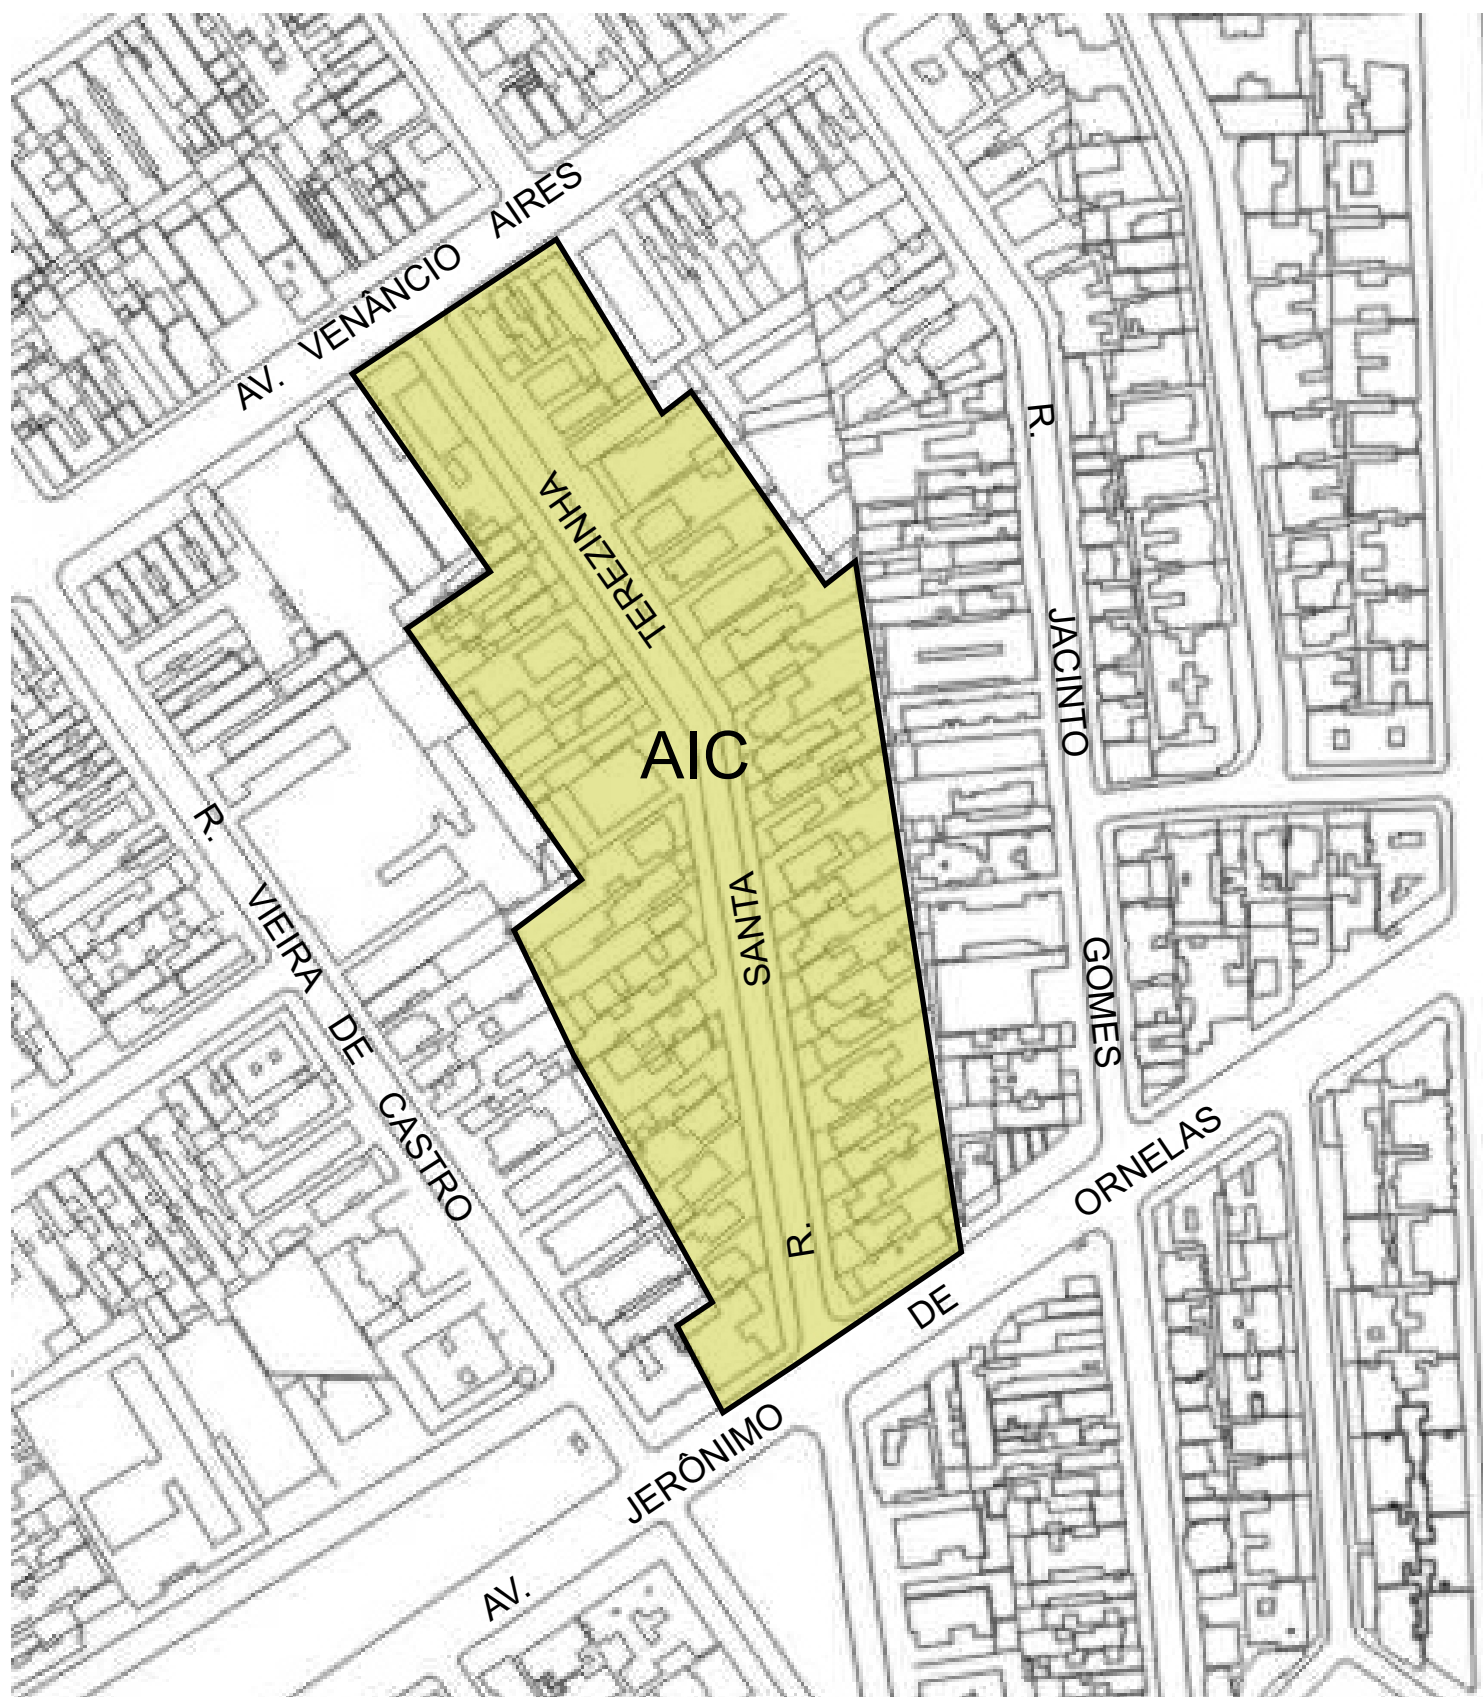 AV. VENÂNCIO AIRES
R. SANTA TEREZINHA
AIC
R. JACINTO GOMES
R. VIEIRA DE CASTRO
AV. JERÔNIMO DE ORNELAS